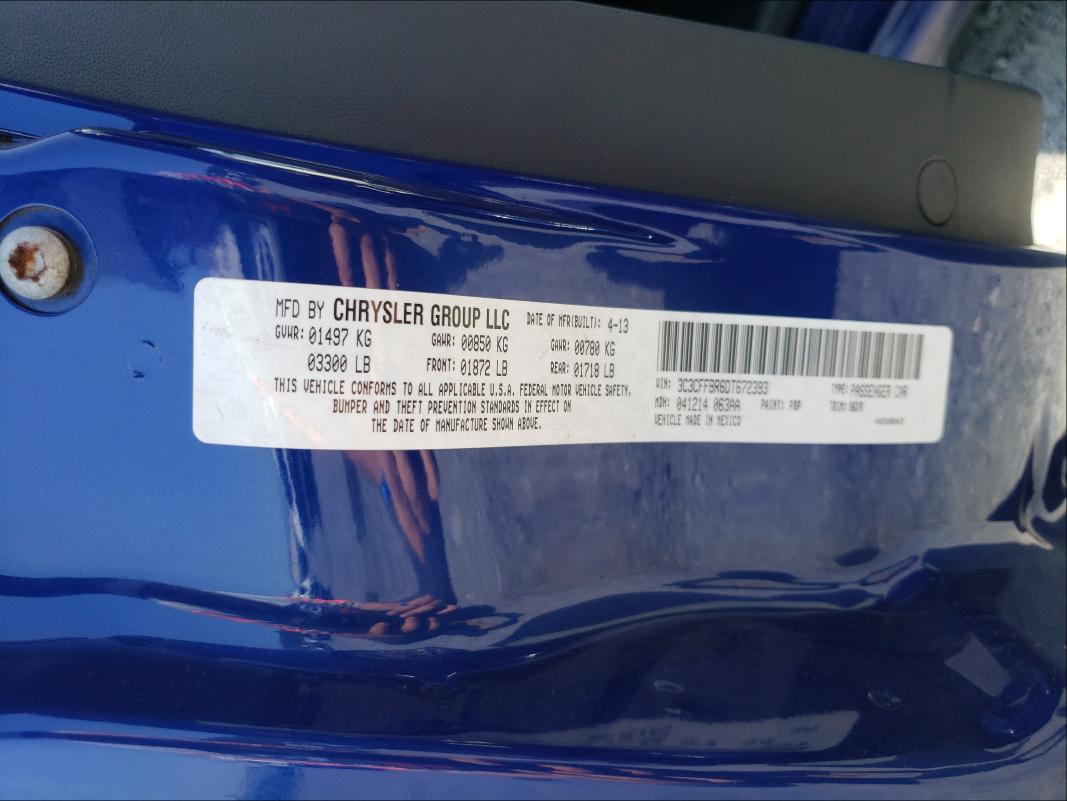 MFD BY CHRYSLER GROUP LLC DATE OF MFR(BUILT): 4-13
GVWR: 01497 KG GAWR: 00850 KG GAWR: 00780 KG
03300 LB FRONT: 01872 LB REAR: 01718 LB
THIS VEHICLE CONFORMS TO ALL APPLICABLE U.S.A. FEDERAL MOTOR VEHICLE SAFETY,
BUMPER AND THEFT PREVENTION STANDARDS IN EFFECT ON
THE DATE OF MANUFACTURE SHOWN ABOVE.
VIN: 3C3CFFBR6DT672393 TYPE: PASSENGER CAR
MDH: 041214 063AA PAINT: PBP TRIM:
VEHICLE MADE IN MEXICO